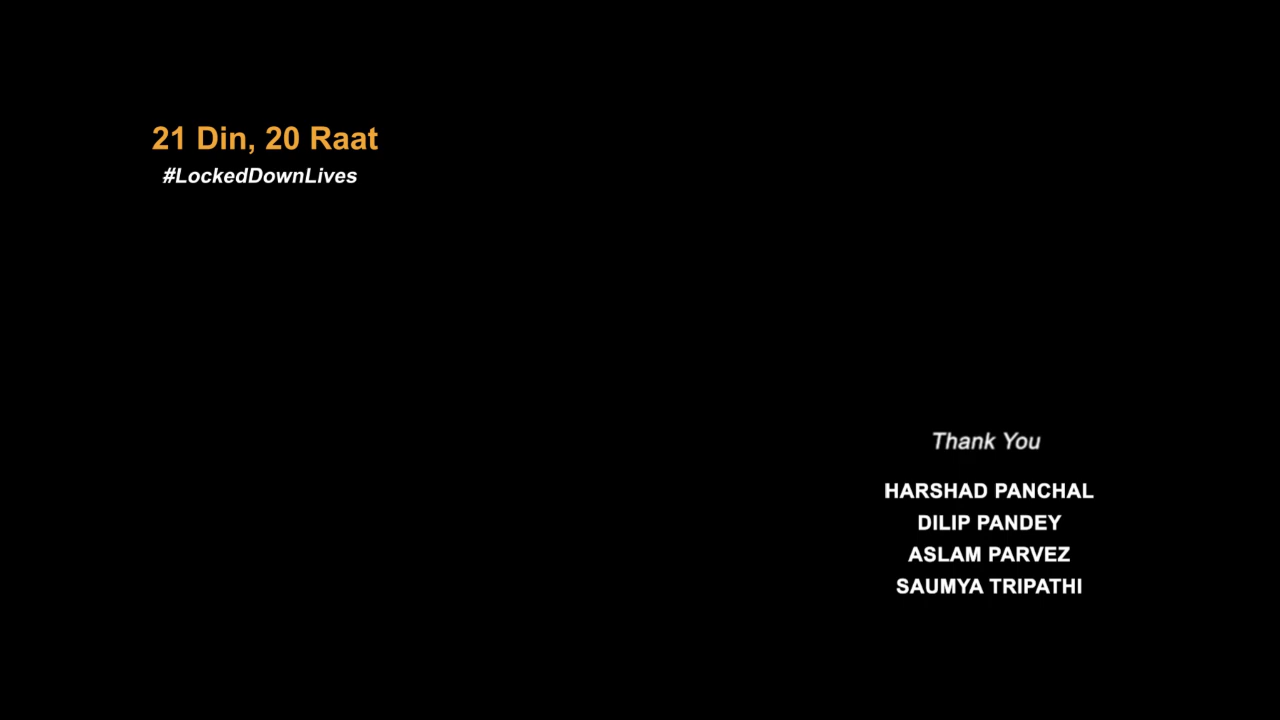 21 Din, 20 Raat
#LockedDownLives
Thank You
HARSHAD PANCHAL
DILIP PANDEY
ASLAM PARVEZ
SAUMYA TRIPATHI